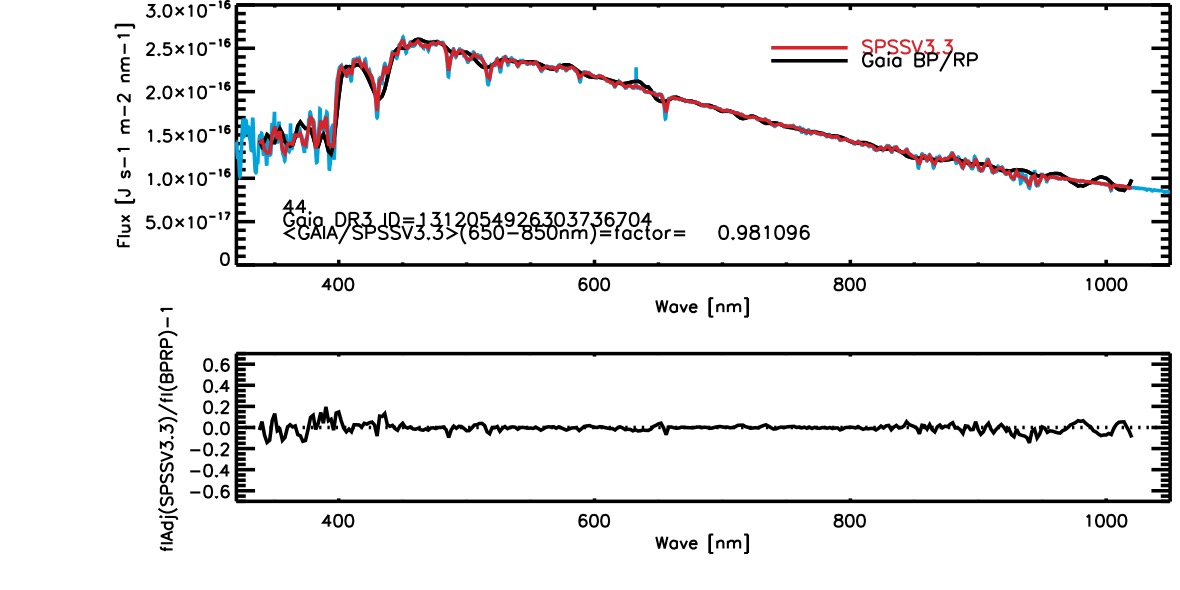 3.0×10−16
2.5×10−16
2.0×10−16
1.5×10−16
1.0×10−16
5.0×10−17
0
Flux [J s−1 m−2 nm−1]
SPSSV3.3
Gaia BP/RP
44.
Gaia DR3 ID=1312054926303736704
<GAIA/SPSSV3.3>(650−850nm)=factor= 0.981096
400 600 800 1000
Wave [nm]
flAdj(SPSSV3.3)/fl(BPRP)−1
0.6
0.4
0.2
0.0
−0.2
−0.4
−0.6
400 600 800 1000
Wave [nm]